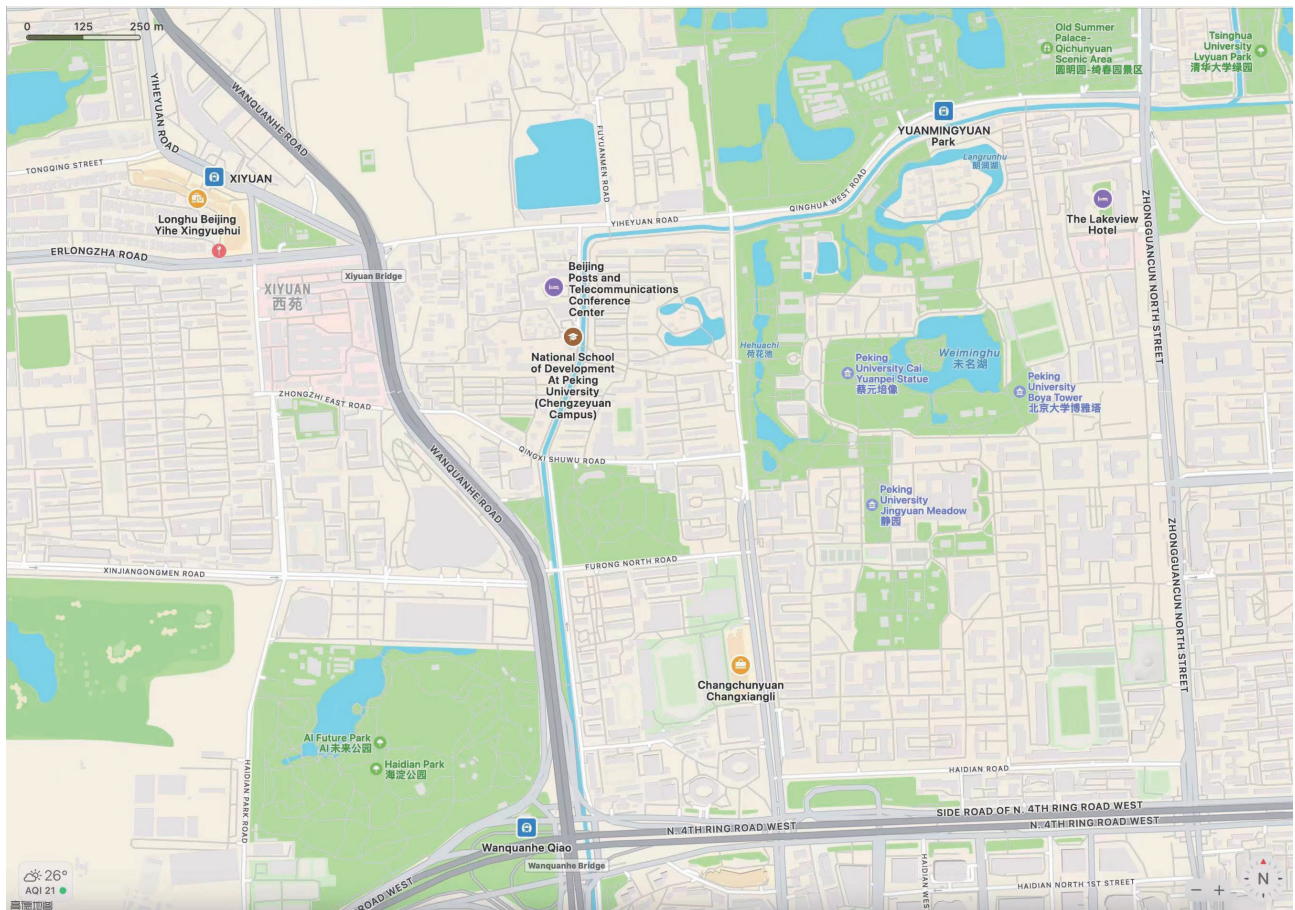 0 125 250 m
YIHEYUAN ROAD
WANQUANHE ROAD
TONGQING STREET
XIYUAN
Longhu Beijing
Yihe Xingyuehui
ERLONGZHA ROAD
XIYUAN
西苑
Xiyuan Bridge
FUYUANMEN ROAD
YIHEYUAN ROAD
QINGHUA WEST ROAD
YUANMINGYUAN
Park
Old Summer
Palace-
Qichunyuan
Scenic Area
圆明园-绮春园景区
Tsinghua
University
Lvyuan Park
清华大学绿园
Langrunhu
朗润湖
The Lakeview
Hotel
ZHONGGUANCUN NORTH STREET
Beijing
Posts and
Telecommunications
Conference
Center
National School
of Development
At Peking
University
(Chengzeyuan
Campus)
Hehuachi
荷花池
Weiminghu
未名湖
Peking
University Cai
Yuanpei Statue
蔡元培像
Peking
University
Boya Tower
北京大学博雅塔
ZHONGZHI EAST ROAD
WANQUANHE ROAD
QINGXI SHUWU ROAD
Peking
University
Jingyuan Meadow
静园
ZHONGGUANCUN NORTH STREET
XINJIANGONGMEN ROAD
FURONG NORTH ROAD
Changchunyuan
Changxiangli
AI Future Park
AI未来公园
Haidian Park
海淀公园
HAIDIAN PARK ROAD
HAIDIAN ROAD
SIDE ROAD OF N. 4TH RING ROAD WEST
N. 4TH RING ROAD WEST
N. 4TH RING ROAD WEST
Wanquanhe Qiao
Wanquanhe Bridge
ROAD WEST
HAIDIAN WES
HAIDIAN NORTH 1ST STREET
26°
AQI 21
高德地图
− +
N